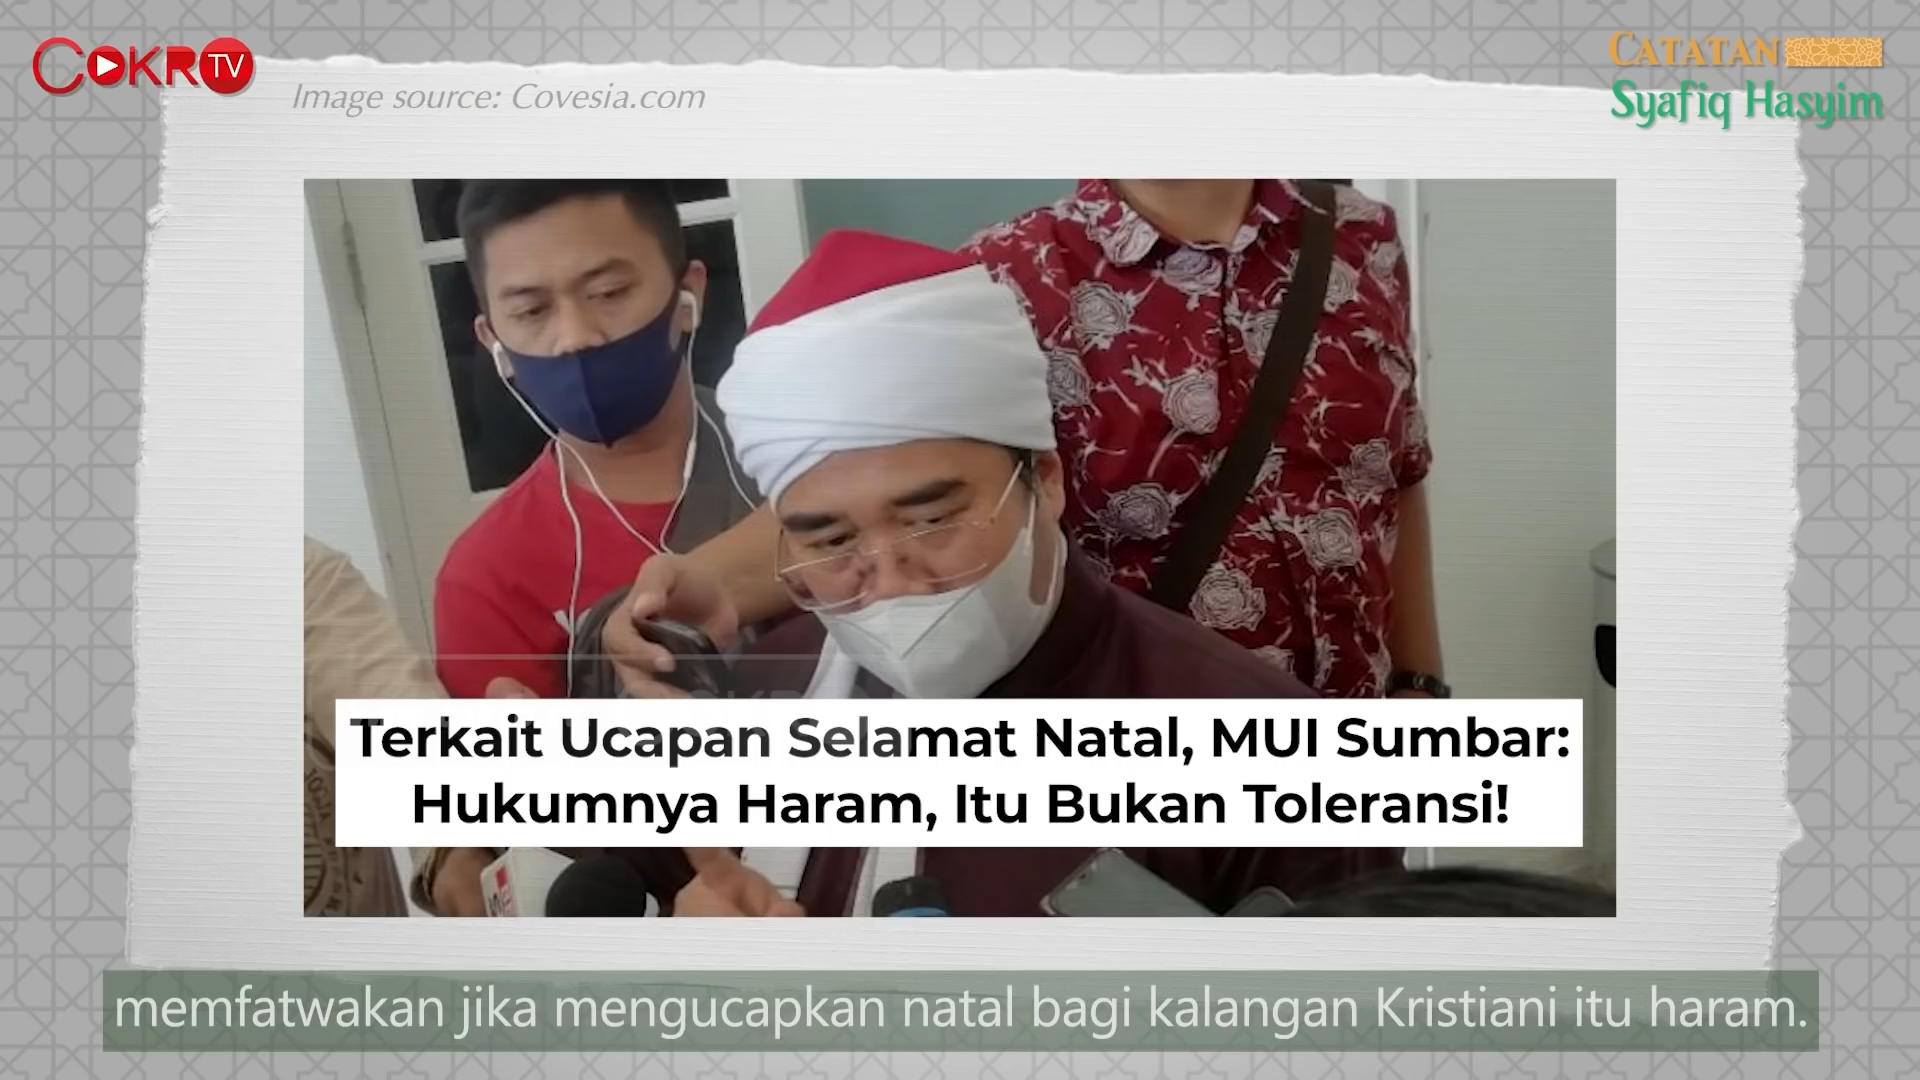 COKRO TV
CATATAN
Syafiq Hasyim
Image source: Covesia.com
Terkait Ucapan Selamat Natal, MUI Sumbar:
Hukumnya Haram, Itu Bukan Toleransi!
memfatwakan jika mengucapkan natal bagi kalangan Kristiani itu haram.